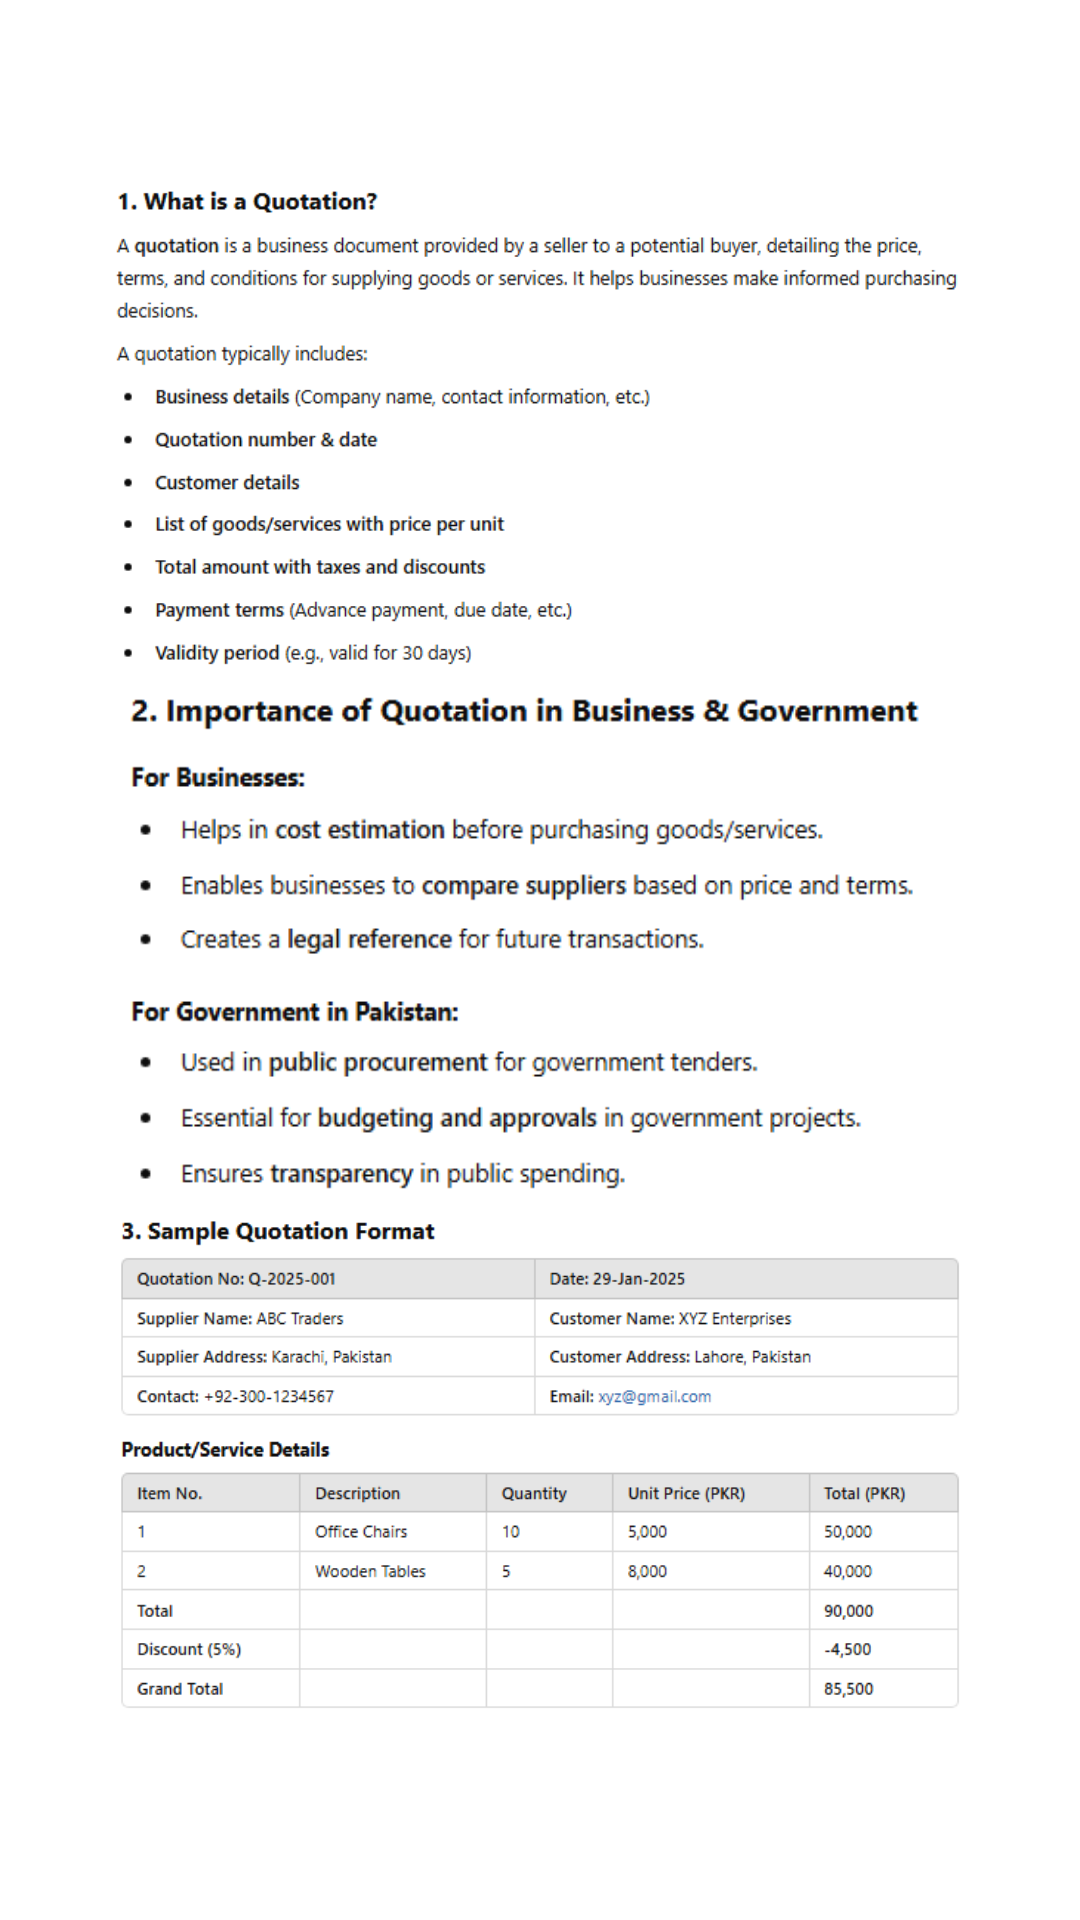 1. What is a Quotation?
A quotation is a business document provided by a seller to a potential buyer, detailing the price,
terms, and conditions for supplying goods or services. It helps businesses make informed purchasing
decisions.
A quotation typically includes:
• Business details (Company name, contact information, etc.)
• Quotation number & date
• Customer details
• List of goods/services with price per unit
• Total amount with taxes and discounts
• Payment terms (Advance payment, due date, etc.)
• Validity period (e.g., valid for 30 days)
2. Importance of Quotation in Business & Government
For Businesses:
• Helps in cost estimation before purchasing goods/services.
• Enables businesses to compare suppliers based on price and terms.
• Creates a legal reference for future transactions.
For Government in Pakistan:
• Used in public procurement for government tenders.
• Essential for budgeting and approvals in government projects.
• Ensures transparency in public spending.
3. Sample Quotation Format
Quotation No: Q-2025-001 Date: 29-Jan-2025
Supplier Name: ABC Traders Customer Name: XYZ Enterprises
Supplier Address: Karachi, Pakistan Customer Address: Lahore, Pakistan
Contact: +92-300-1234567 Email: xyz@gmail.com
Product/Service Details
Item No. Description Quantity Unit Price (PKR) Total (PKR)
1 Office Chairs 10 5,000 50,000
2 Wooden Tables 5 8,000 40,000
Total 90,000
Discount (5%) -4,500
Grand Total 85,500